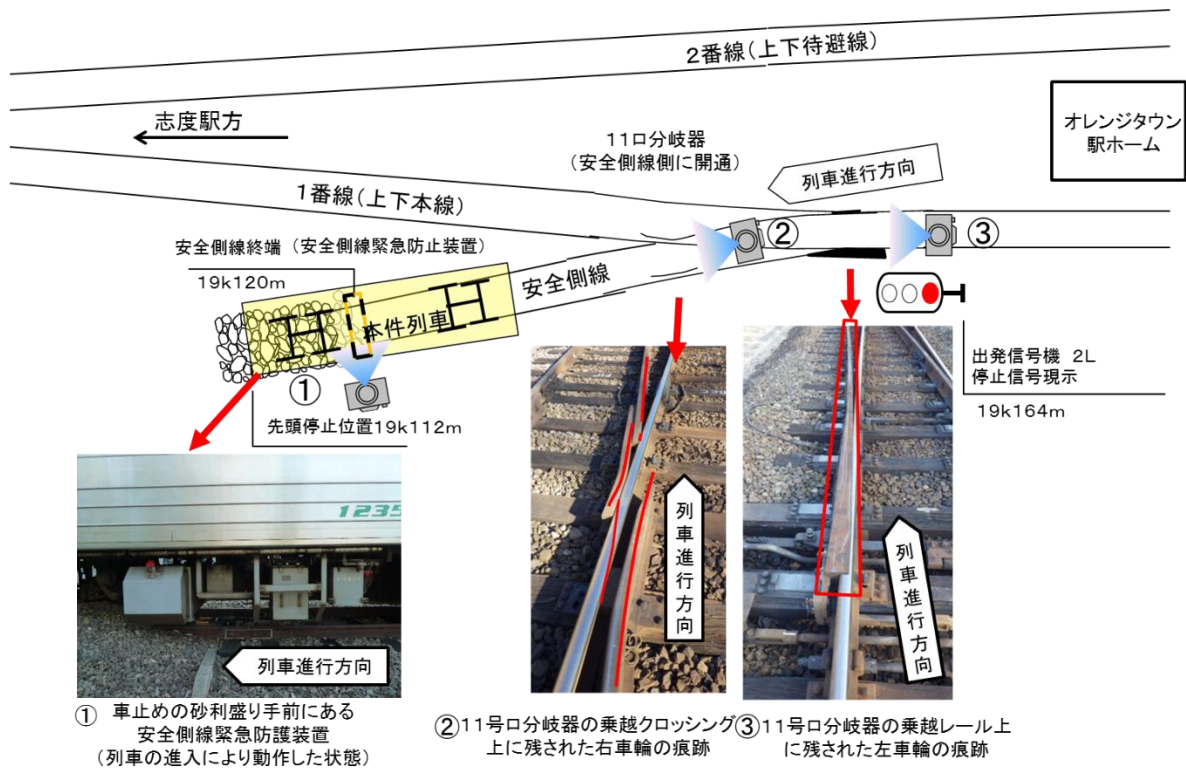 2番線(上下待避線)
志度駅方
オレンジタウン
駅ホーム
11ロ分岐器
(安全側線側に開通)
列車進行方向
1番線(上下本線)
②
③
安全側線終端 (安全側線緊急防止装置)
19k120m
安全側線
本件列車
①
先頭停止位置19k112m
出発信号機 2L
停止信号現示
19k164m
1235
列車進行方向
列車進行方向
列車進行方向
① 車止めの砂利盛り手前にある
安全側線緊急防護装置
(列車の進入により動作した状態)
②11号ロ分岐器の乗越クロッシング
上に残された右車輪の痕跡
③11号ロ分岐器の乗越レール上
に残された左車輪の痕跡